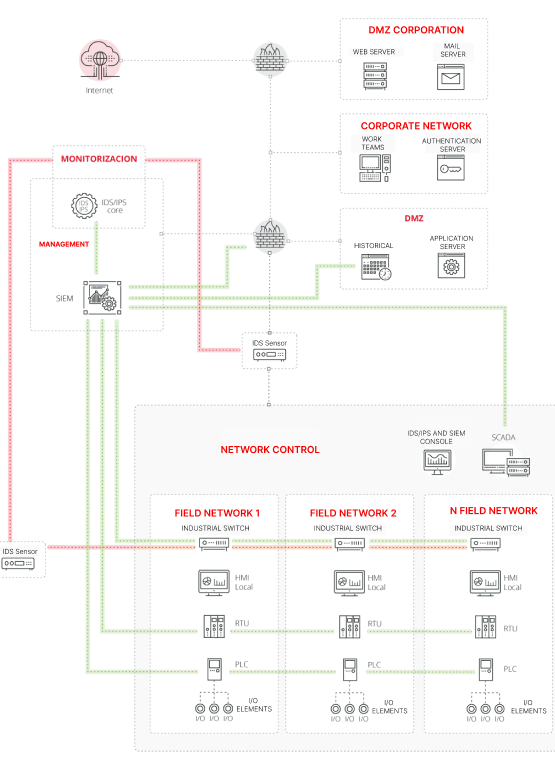 DMZ CORPORATION
WEB SERVER
MAIL
SERVER
Internet
CORPORATE NETWORK
WORK
TEAMS
AUTHENTICATION
SERVER
MONITORIZACION
IDS
IPS
IDS/IPS
core
MANAGEMENT
SIEM
DMZ
HISTORICAL
APPLICATION
SERVER
IDS Sensor
NETWORK CONTROL
IDS/IPS AND SIEM
CONSOLE
SCADA
FIELD NETWORK 1
INDUSTRIAL SWITCH
HMI
Local
RTU
PLC
I/O
ELEMENTS
I/O
I/O
I/O
FIELD NETWORK 2
INDUSTRIAL SWITCH
HMI
Local
RTU
PLC
I/O
ELEMENTS
I/O
I/O
I/O
N FIELD NETWORK
INDUSTRIAL SWITCH
HMI
Local
RTU
PLC
I/O
ELEMENTS
I/O
I/O
I/O
IDS Sensor